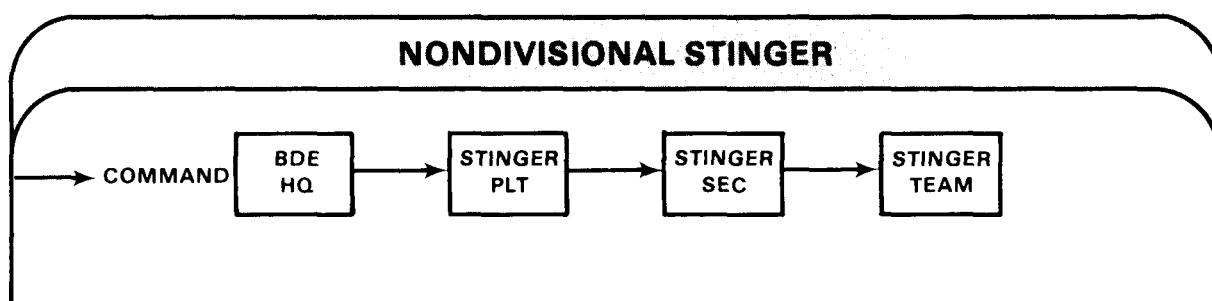 NONDIVISIONAL STINGER
COMMAND
BDE
HQ
STINGER
PLT
STINGER
SEC
STINGER
TEAM